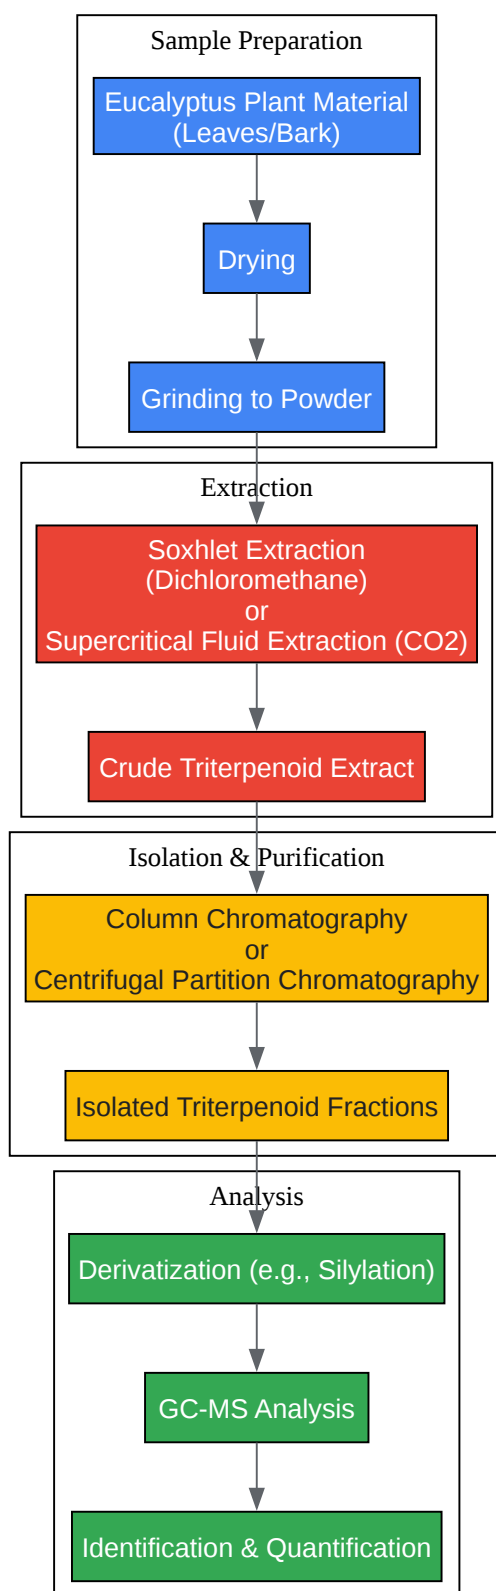 Sample Preparation
Eucalyptus Plant Material
(Leaves/Bark)
Drying
Grinding to Powder
Extraction
Soxhlet Extraction
(Dichloromethane)
or
Supercritical Fluid Extraction (CO2)
Crude Triterpenoid Extract
Isolation & Purification
Column Chromatography
or
Centrifugal Partition Chromatography
Isolated Triterpenoid Fractions
Analysis
Derivatization (e.g., Silylation)
GC-MS Analysis
Identification & Quantification